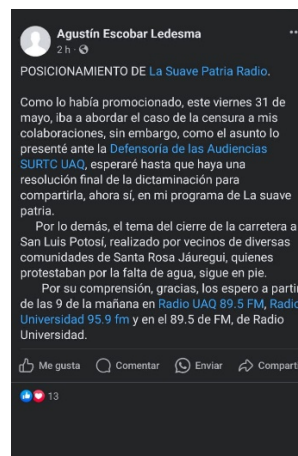 Agustín Escobar Ledesma
2 h
POSICIONAMIENTO DE La Suave Patria Radio.
Como lo había promocionado, este viernes 31 de
mayo, iba a abordar el caso de la censura a mis
colaboraciones, sin embargo, como el asunto lo
presenté ante la Defensoría de las Audiencias
SURTC UAQ, esperaré hasta que haya una
resolución final de la dictaminación para
compartirla, ahora sí, en mi programa de La suave
patria.
Por lo demás, el tema del cierre de la carretera a
San Luis Potosí, realizado por vecinos de diversas
comunidades de Santa Rosa Jáuregui, quienes
protestaban por la falta de agua, sigue en pie.
Por su comprensión, gracias, los espero a partir
de las 9 de la mañana en Radio UAQ 89.5 FM, Radio
Universidad 95.9 fm y en el 89.5 de FM, de Radio
Universidad.
Me gusta Comentar Enviar Compart
13